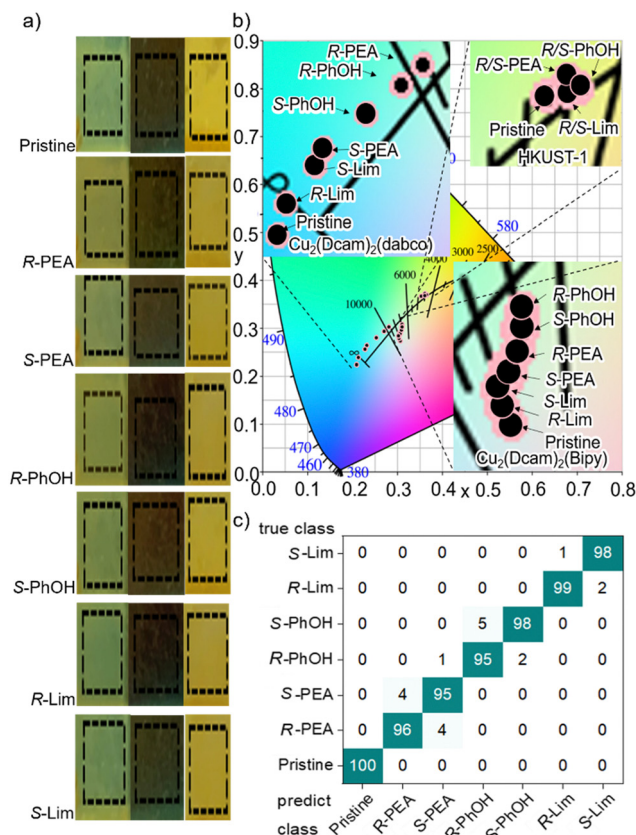 a)
Pristine
R-PEA
S-PEA
R-PhOH
S-PhOH
R-Lim
S-Lim
b)
0.9
0.8
0.7
0.6
0.5
y
0.4
0.3
0.2
0.1
0.0
0.0 0.1 0.2 0.3 0.4 x 0.5 0.6 0.7 0.8
R-PEA
R-PhOH
S-PhOH
S-PEA
S-Lim
R-Lim
Pristine
Cu₂(Dcam)₂(dabco)
R/S-PhOH
R/S-PEA
Pristine
R/S-Lim
HKUST-1
0
580
2500
3000
4000
6000
10000
∞
490
480
470
460
380
R-PhOH
S-PhOH
R-PEA
S-PEA
S-Lim
R-Lim
Pristine
Cu₂(Dcam)₂(Bipy)
c)
true class
S-Lim 0 0 0 0 0 1 98
R-Lim 0 0 0 0 0 99 2
S-PhOH 0 0 0 5 98 0 0
R-PhOH 0 0 1 95 2 0 0
S-PEA 0 4 95 0 0 0 0
R-PEA 0 96 4 0 0 0 0
Pristine 100 0 0 0 0 0 0
predict
class
Pristine R-PEA S-PEA R-PhOH S-PhOH R-Lim S-Lim